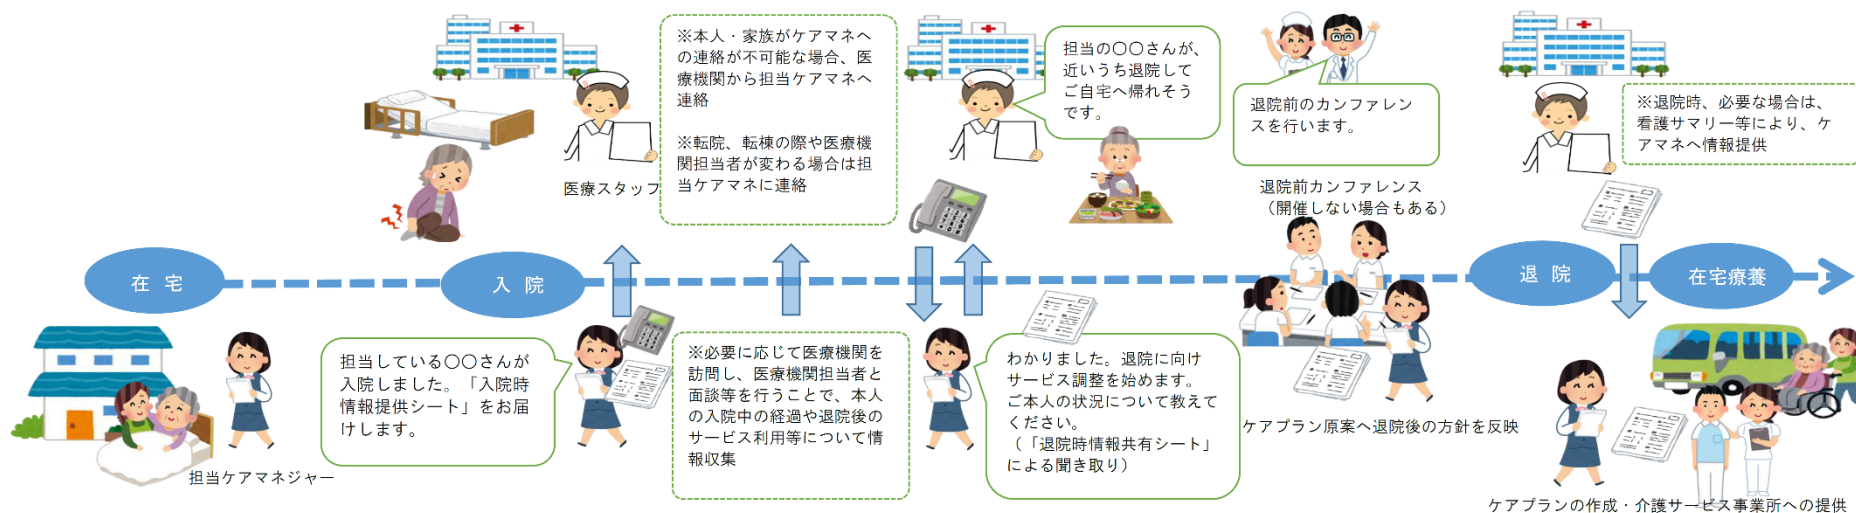 ※本人・家族がケアマネへ
の連絡が不可能な場合、医
療機関から担当ケアマネへ
連絡
※転院、転棟の際や医療機
関担当者が変わる場合は担
当ケアマネに連絡
医療スタッフ
担当の〇〇さんが、
近いうち退院して
ご自宅へ帰れそう
です。
退院前のカンファレン
スを行います。
退院前カンファレンス
（開催しない場合もある）
※退院時、必要な場合は、
看護サマリー等により、ケ
アマネへ情報提供
在 宅
入 院
退 院
在宅療養
担当ケアマネジャー
担当している〇〇さんが
入院しました。「入院時
情報提供シート」をお届
けします。
※必要に応じて医療機関を
訪問し、医療機関担当者と
面談等を行うことで、本人
の入院中の経過や退院後の
サービス利用等について情
報収集
わかりました。退院に向け
サービス調整を始めます。
ご本人の状況について教えて
ください。
（「退院時情報共有シート」
による聞き取り）
ケアプラン原案へ退院後の方針を反映
ケアプランの作成・介護サービス事業所への提供